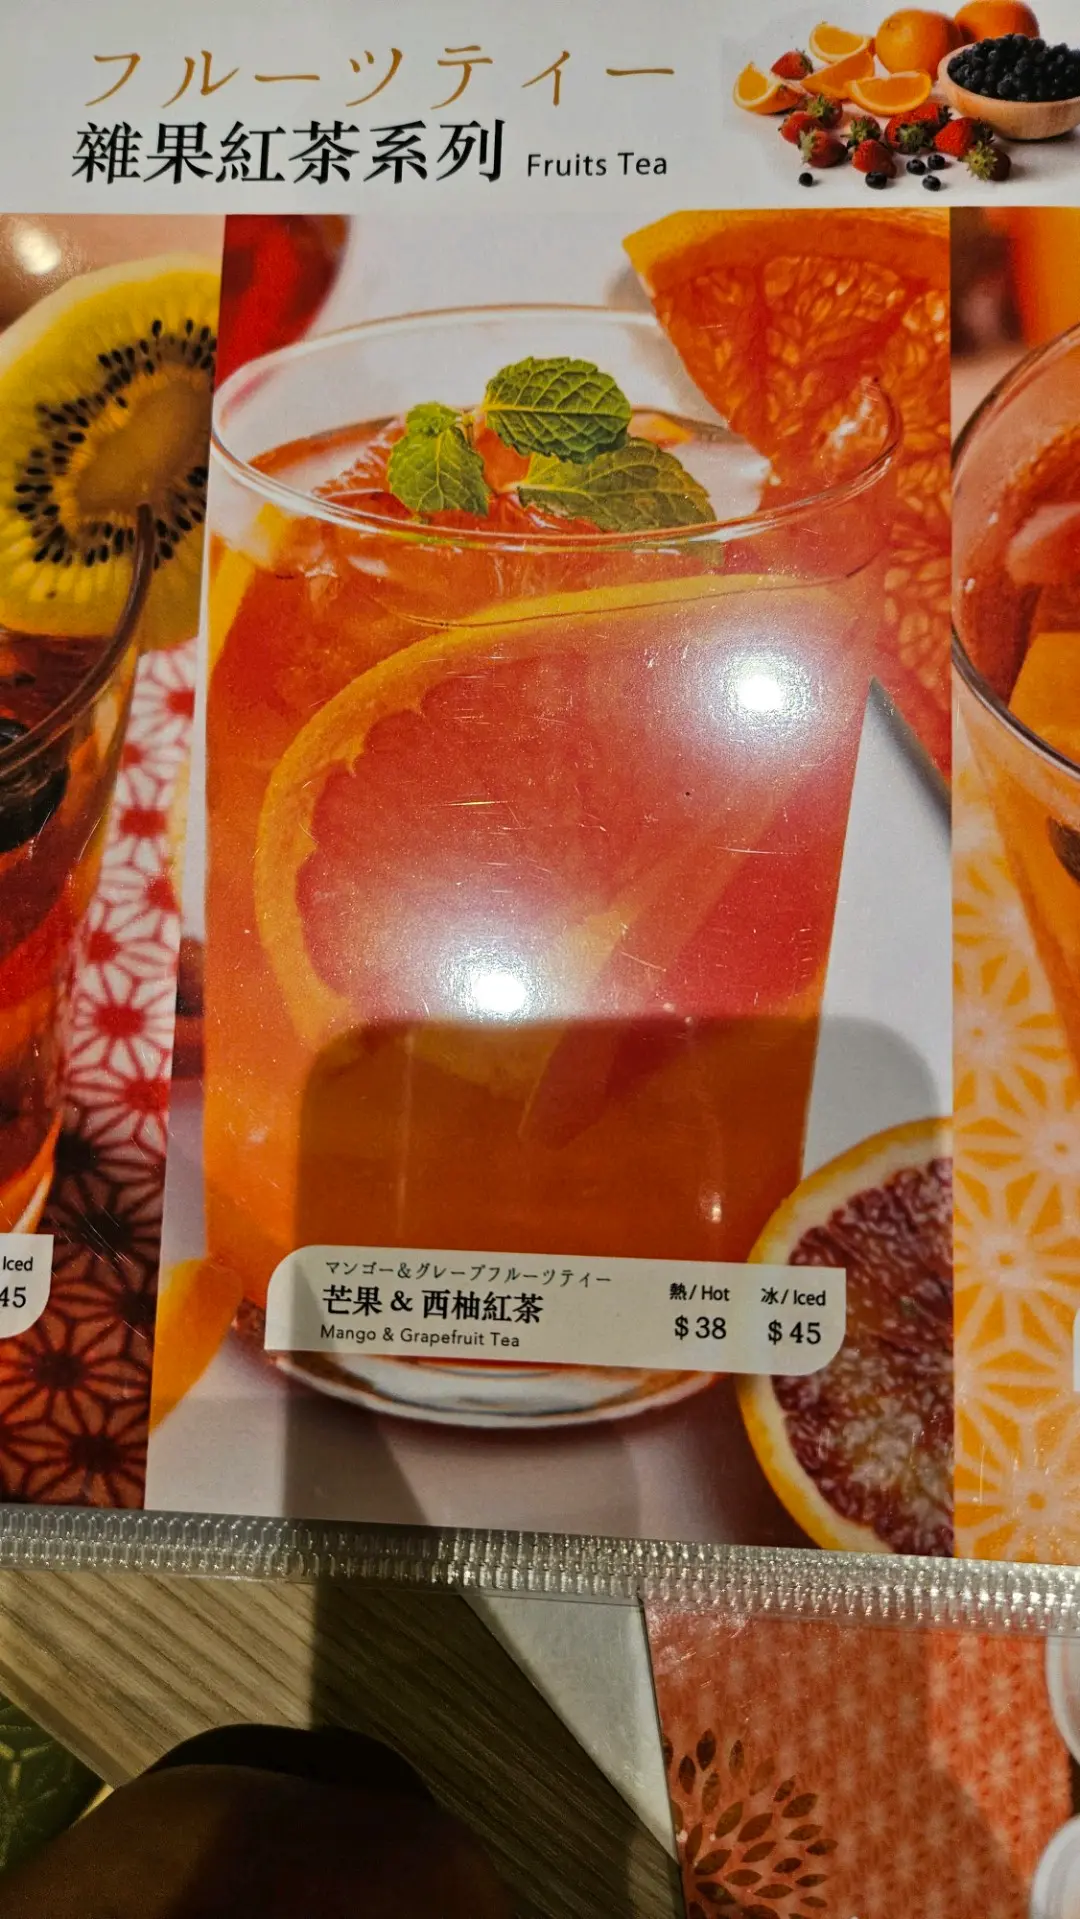 フルーツティー
雜果紅茶系列 Fruits Tea
Iced
45
マンゴー&グレープフルーツティー
芒果 & 西柚紅茶
Mango & Grapefruit Tea
熱/Hot 冰/Iced
$38 $45